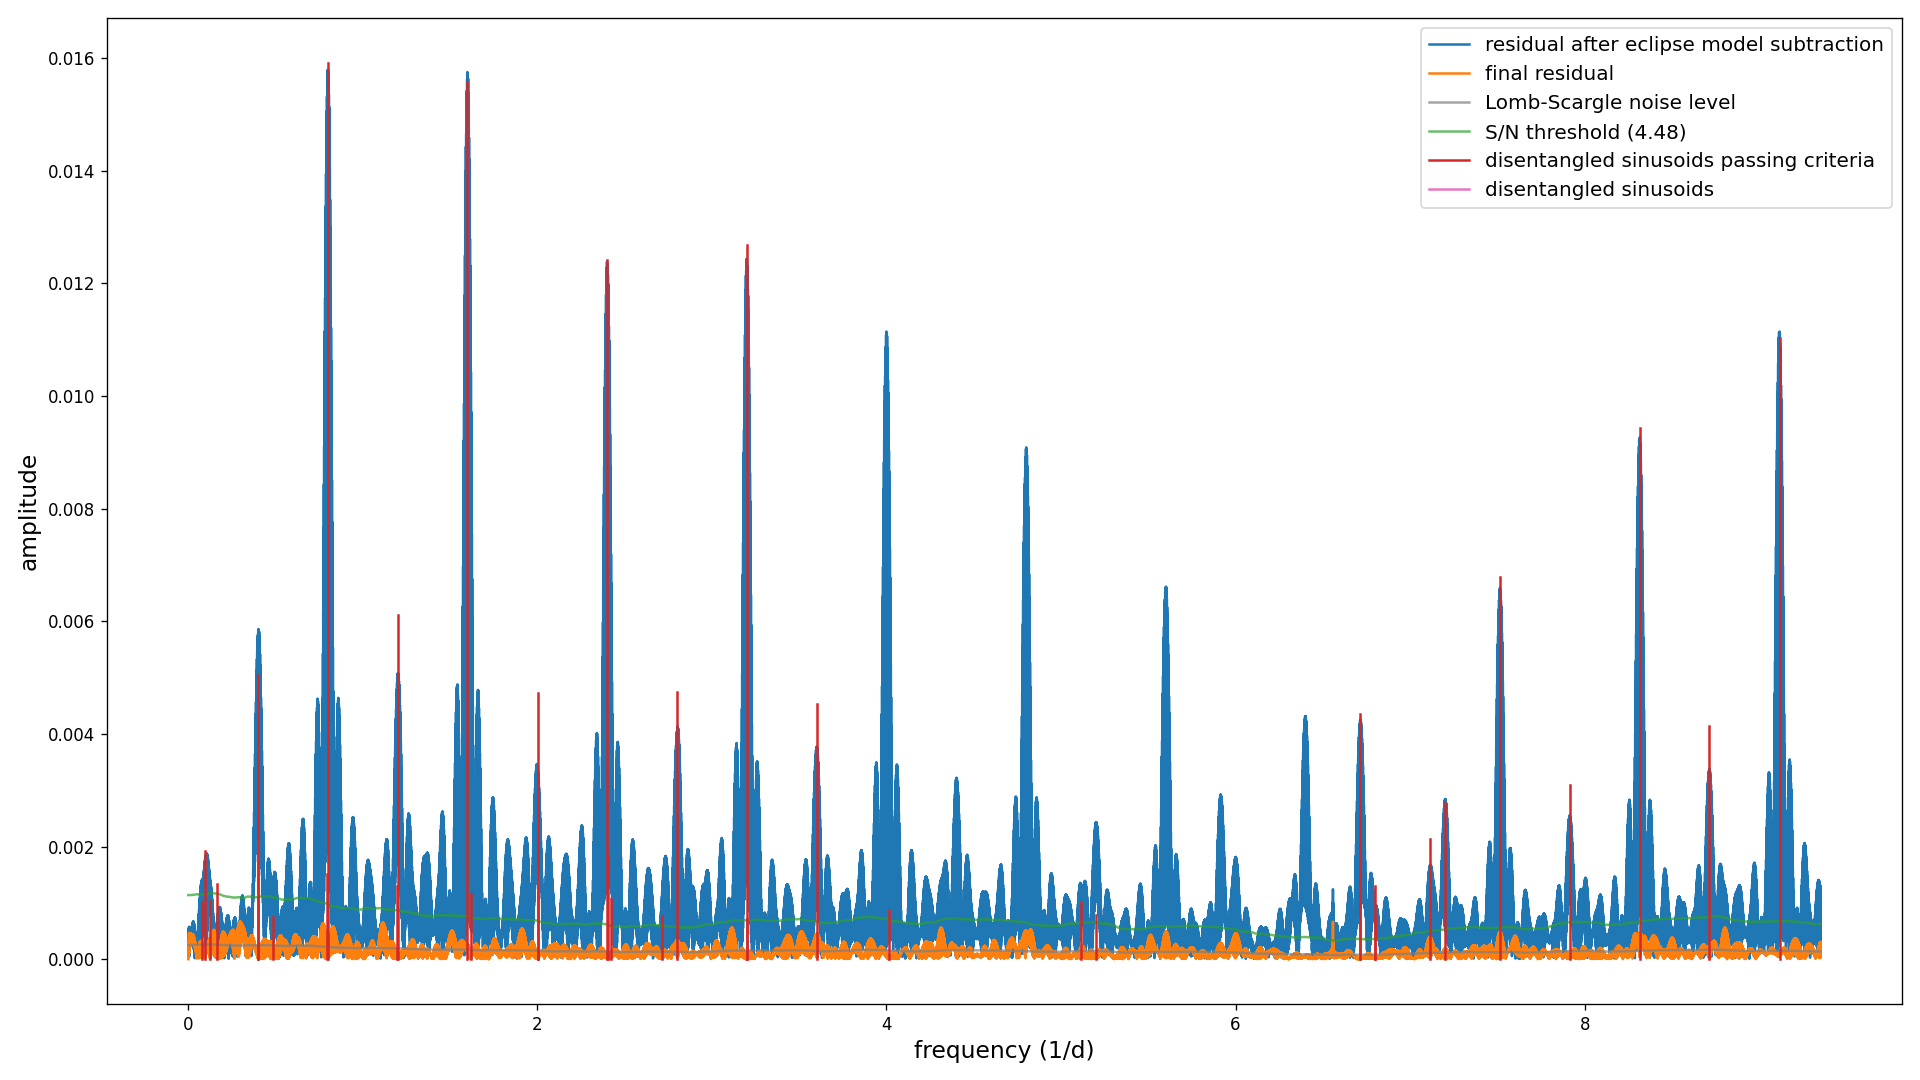 0.016
0.014
0.012
0.010
0.008
0.006
0.004
0.002
0.000
amplitude
residual after eclipse model subtraction
final residual
Lomb-Scargle noise level
S/N threshold (4.48)
disentangled sinusoids passing criteria
disentangled sinusoids
0 2 4 6 8
frequency (1/d)